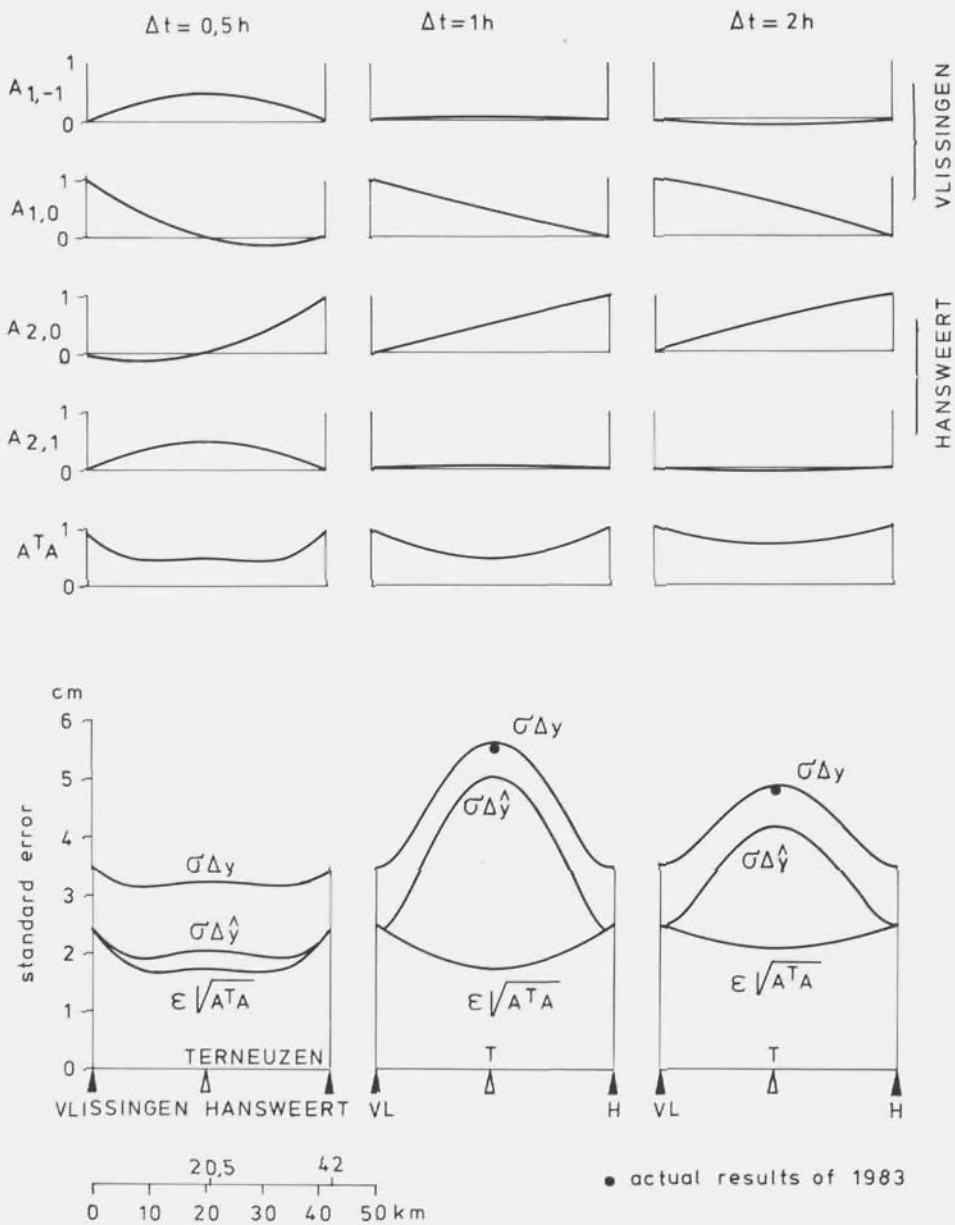 Δt = 0,5h Δt = 1h Δt = 2h
A1,-1 1 0
A1,0 1 0
VLISSINGEN
A2,0 1 0
A2,1 1 0
HANSWEERT
AᵀA 1 0
cm
standard error
6
5
4
3
2
1
0
σΔy
σΔŷ
ε√AᵀA
σΔy
σΔŷ
ε√AᵀA
σΔy
σΔŷ
ε√AᵀA
TERNEUZEN T T
VLISSINGEN HANSWEERT VL H VL H
20,5 42
0 10 20 30 40 50 km
● actual results of 1983